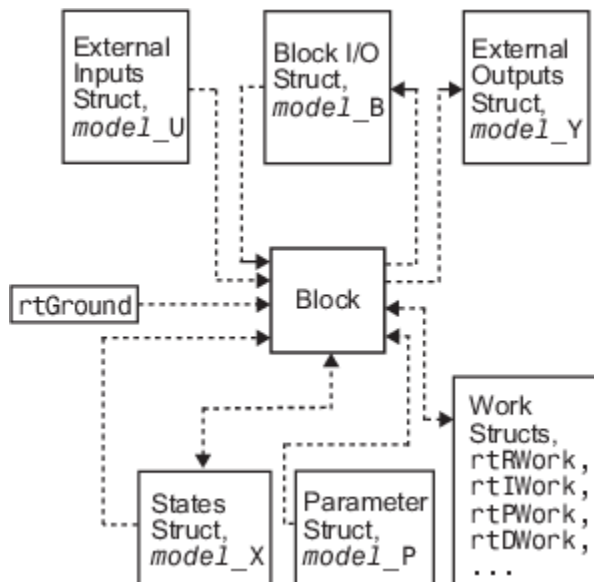 External
Inputs
Struct,
model_U
Block I/O
Struct,
model_B
External
Outputs
Struct,
model_Y
Block
rtGround
Work
Structs,
rtRWork,
rtIWork,
rtPWork,
rtDWork,
...
States
Struct,
model_X
Parameter
Struct,
model_P